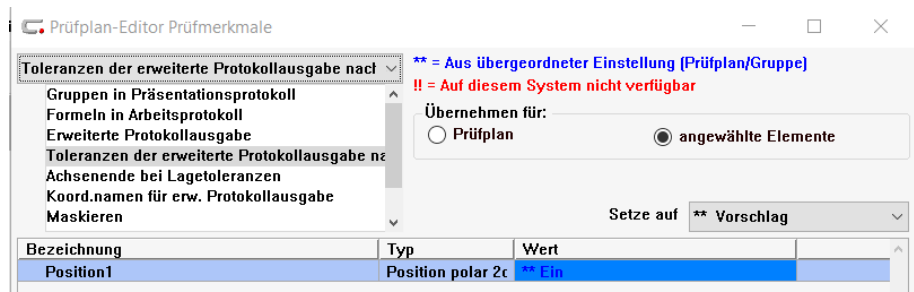 Prüfplan-Editor Prüfmerkmale
Toleranzen der erweiterte Protokollausgabe nach
** = Aus übergeordneter Einstellung (Prüfplan/Gruppe)
!! = Auf diesem System nicht verfügbar
Gruppen in Präsentationsprotokoll
Formeln in Arbeitsprotokoll
Erweiterte Protokollausgabe
Toleranzen der erweiterte Protokollausgabe na
Achsenende bei Lagetoleranzen
Koord.namen für erw. Protokollausgabe
Maskieren
Übernehmen für:
Prüfplan
angewählte Elemente
Setze auf ** Vorschlag
Bezeichnung Typ Wert
Position1 Position polar 2d ** Ein